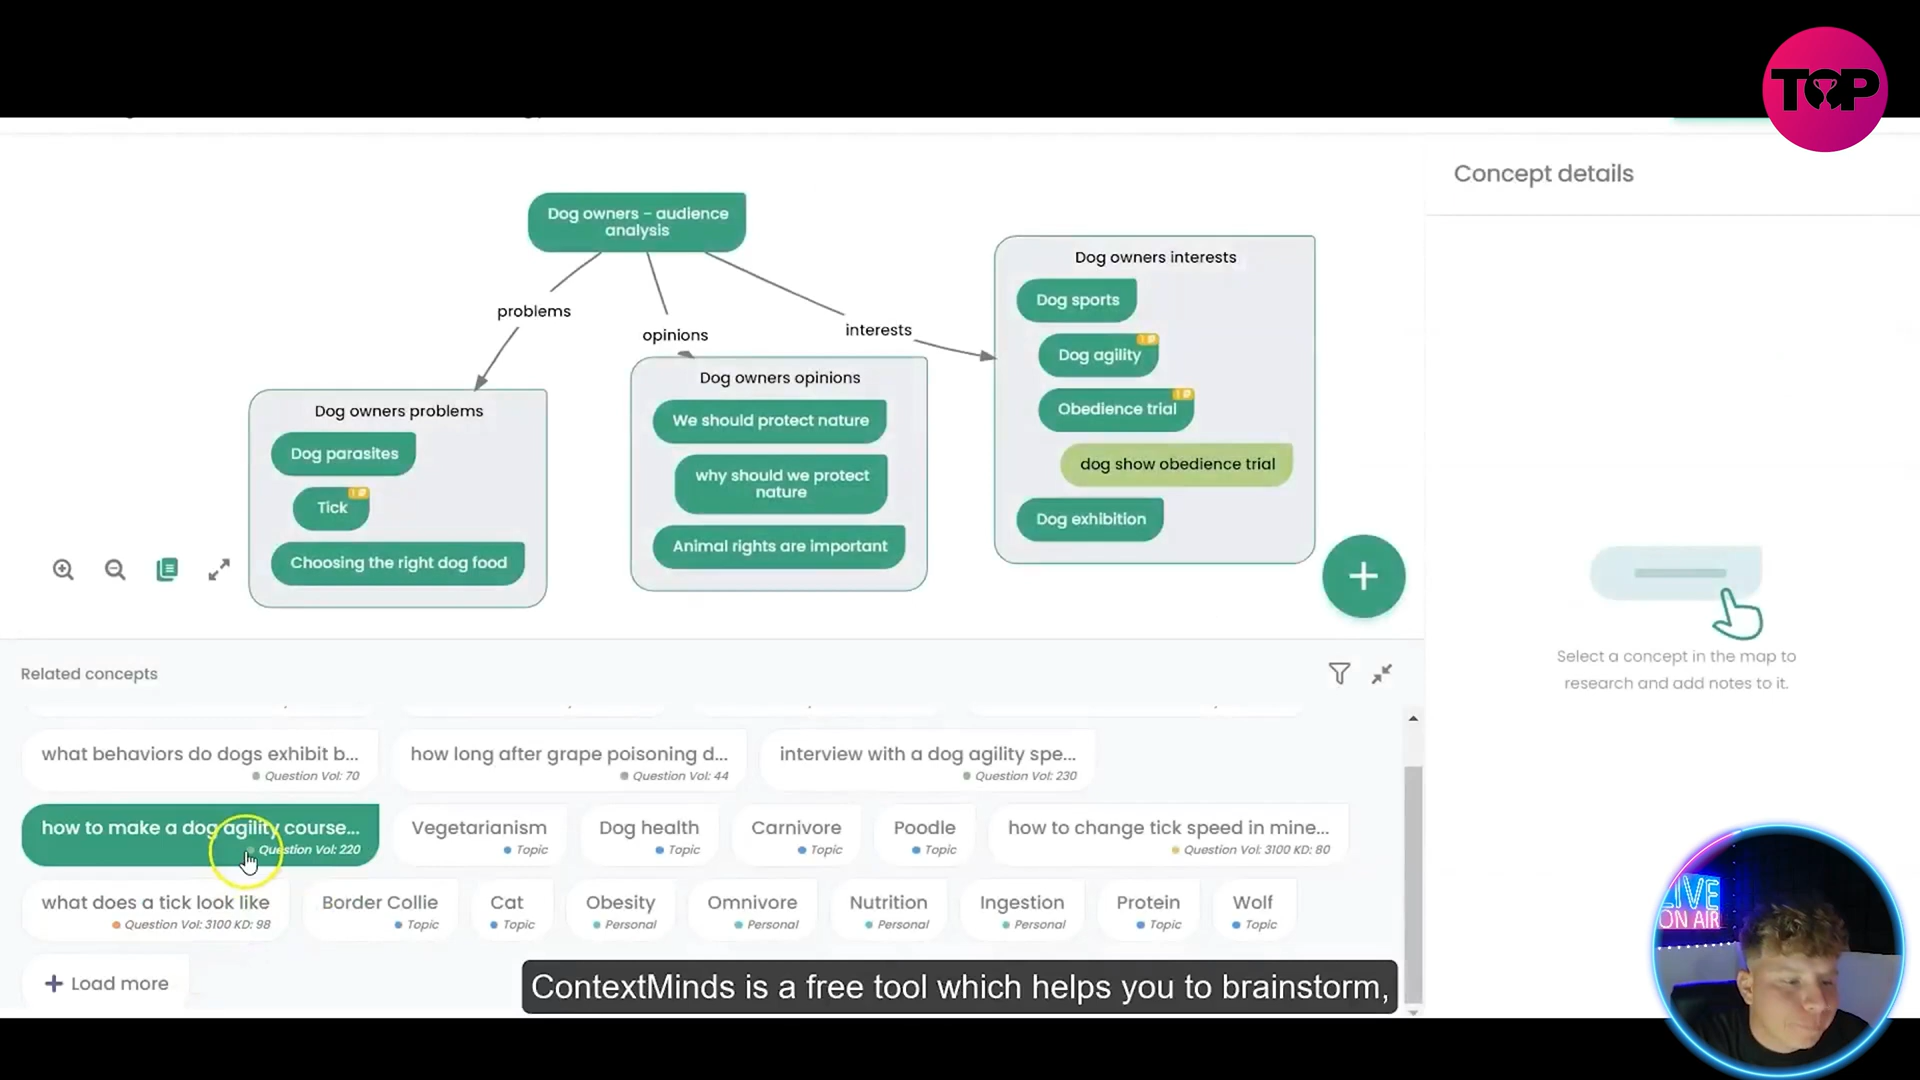 TOP
Concept details
Dog owners - audience
analysis
problems
opinions
interests
Dog owners problems
Dog parasites
Tick
1
Choosing the right dog food
Dog owners opinions
We should protect nature
why should we protect
nature
Animal rights are important
Dog owners interests
Dog sports
Dog agility
1
Obedience trial
1
dog show obedience trial
Dog exhibition
+
Select a concept in the map to
research and add notes to it.
Related concepts
what behaviors do dogs exhibit b...
Question Vol: 70
how long after grape poisoning d...
Question Vol: 44
interview with a dog agility spe...
Question Vol: 230
how to make a dog agility course...
Question Vol: 220
Vegetarianism
Topic
Dog health
Topic
Carnivore
Topic
Poodle
Topic
how to change tick speed in mine...
Question Vol: 3100 KD: 80
what does a tick look like
Question Vol: 3100 KD: 98
Border Collie
Topic
Cat
Topic
Obesity
Personal
Omnivore
Personal
Nutrition
Personal
Ingestion
Personal
Protein
Topic
Wolf
Topic
+ Load more
ContextMinds is a free tool which helps you to brainstorm,
LIVE
ON AIR